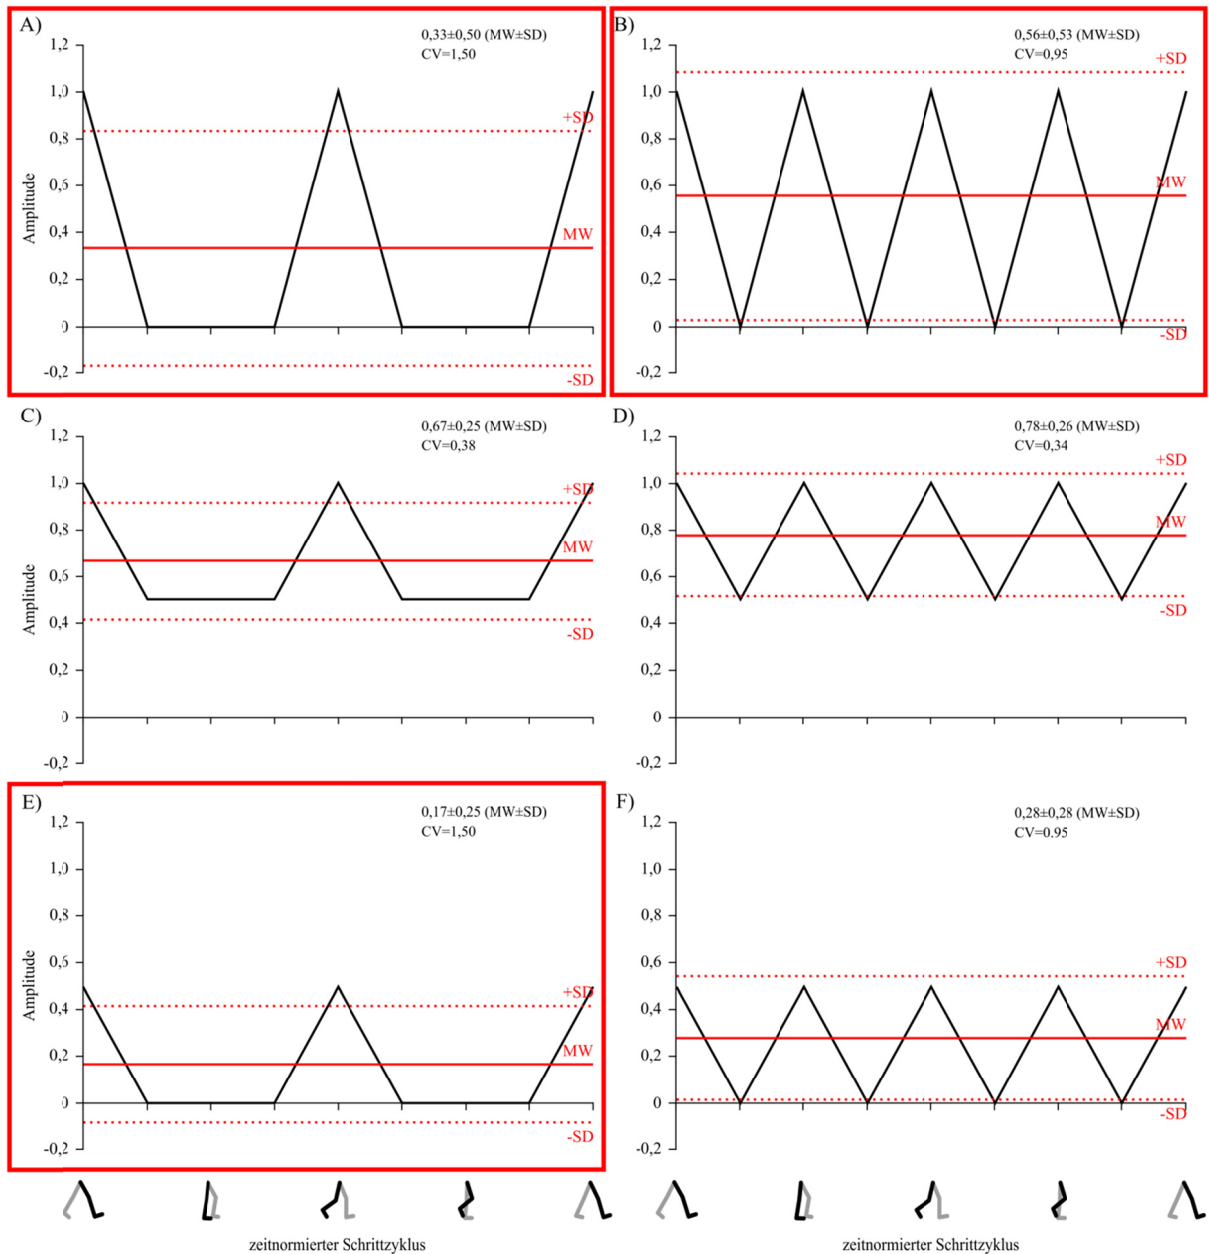 A)
0,33±0,50 (MW±SD)
CV=1,50
1,2
1,0
0,8
0,6
0,4
0,2
0
-0,2
Amplitude
+SD
MW
-SD
B)
0,56±0,53 (MW±SD)
CV=0,95
1,2
1,0
0,8
0,6
0,4
0,2
0
-0,2
+SD
MW
-SD
C)
0,67±0,25 (MW±SD)
CV=0,38
1,2
1,0
0,8
0,6
0,4
0,2
0
-0,2
Amplitude
+SD
MW
-SD
D)
0,78±0,26 (MW±SD)
CV=0,34
1,2
1,0
0,8
0,6
0,4
0,2
0
-0,2
+SD
MW
-SD
E)
0,17±0,25 (MW±SD)
CV=1,50
1,2
1,0
0,8
0,6
0,4
0,2
0
-0,2
Amplitude
+SD
MW
-SD
F)
0,28±0,28 (MW±SD)
CV=0.95
1,2
1,0
0,8
0,6
0,4
0,2
0
-0,2
+SD
MW
-SD
zeitnormierter Schrittzyklus
zeitnormierter Schrittzyklus